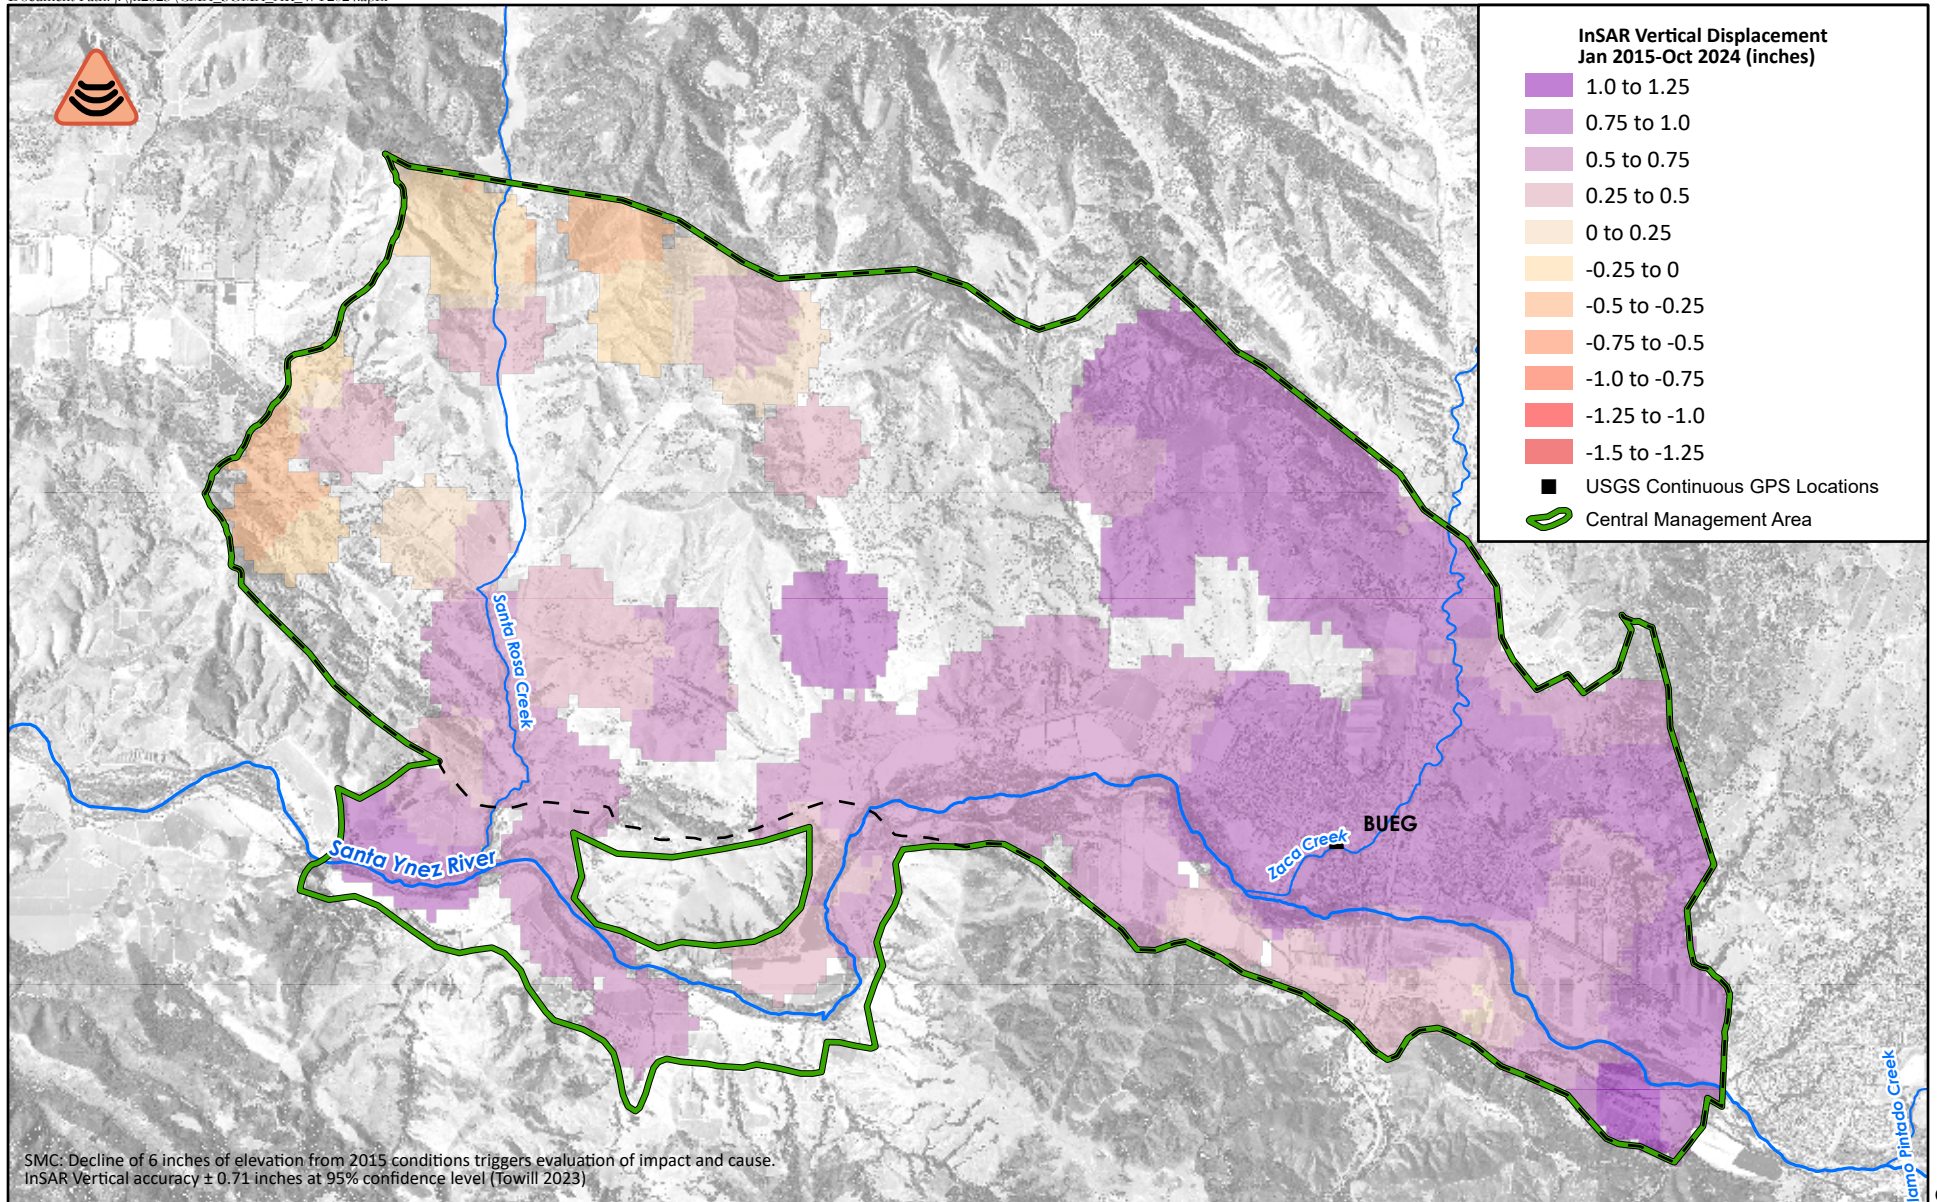 InSAR Vertical Displacement
Jan 2015-Oct 2024 (inches)
1.0 to 1.25
0.75 to 1.0
0.5 to 0.75
0.25 to 0.5
0 to 0.25
-0.25 to 0
-0.5 to -0.25
-0.75 to -0.5
-1.0 to -0.75
-1.25 to -1.0
-1.5 to -1.25
USGS Continuous GPS Locations
Central Management Area
Santa Rosa Creek
Santa Ynez River
BUEG
Zaca Creek
Pintado Creek
SMC: Decline of 6 inches of elevation from 2015 conditions triggers evaluation of impact and cause.
InSAR Vertical accuracy ± 0.71 inches at 95% confidence level (Towill 2023)